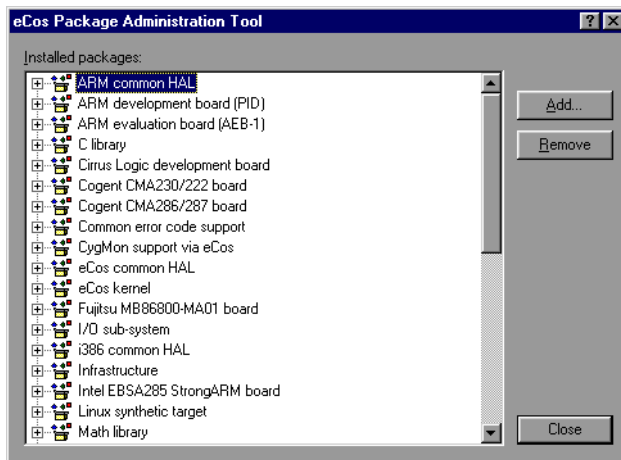 eCos Package Administration Tool
Installed packages:
ARM common HAL
ARM development board (PID)
ARM evaluation board (AEB-1)
C library
Cirrus Logic development board
Cogent CMA230/222 board
Cogent CMA286/287 board
Common error code support
CygMon support via eCos
eCos common HAL
eCos kernel
Fujitsu MB86800-MA01 board
I/O sub-system
i386 common HAL
Infrastructure
Intel EBSA285 StrongARM board
Linux synthetic target
Math library
Add...
Remove
Close